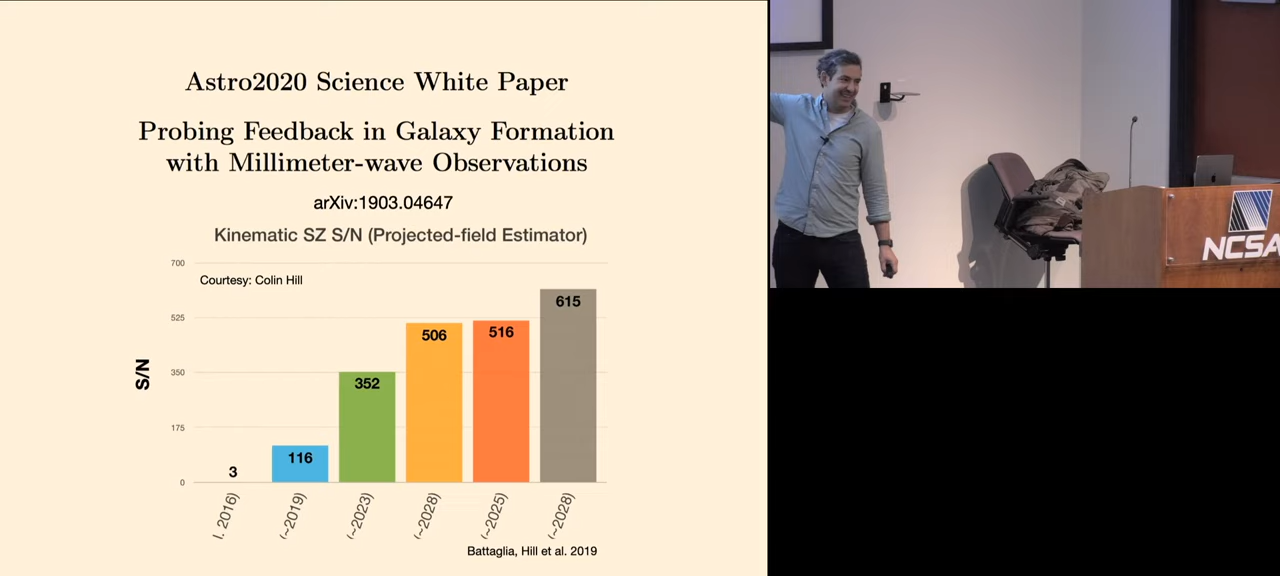 Astro2020 Science White Paper
Probing Feedback in Galaxy Formation
with Millimeter-wave Observations
arXiv:1903.04647
Kinematic SZ S/N (Projected-field Estimator)
700
Courtesy: Colin Hill
615
525
506
516
S/N
350
352
175
116
3
0
l. 2016)
(~2019)
(~2023)
(~2028)
(~2025)
(~2028)
Battaglia, Hill et al. 2019
NCSA